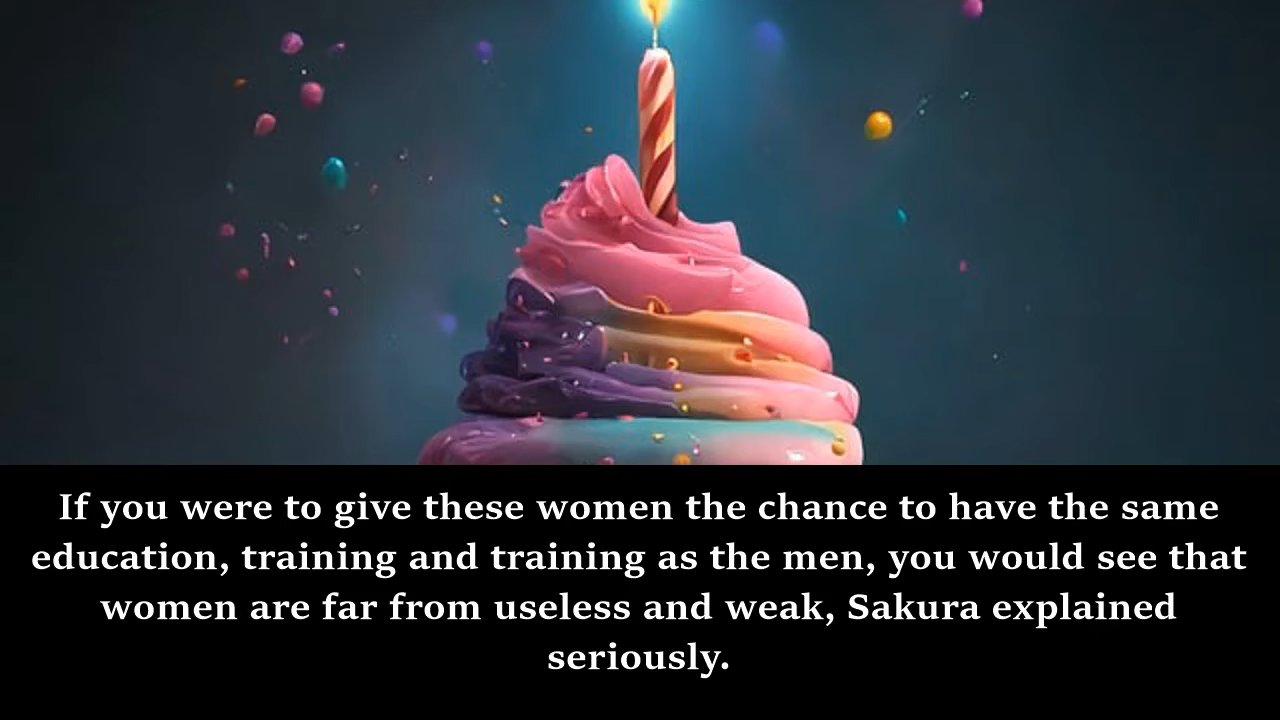 If you were to give these women the chance to have the same
education, training and training as the men, you would see that
women are far from useless and weak, Sakura explained
seriously.